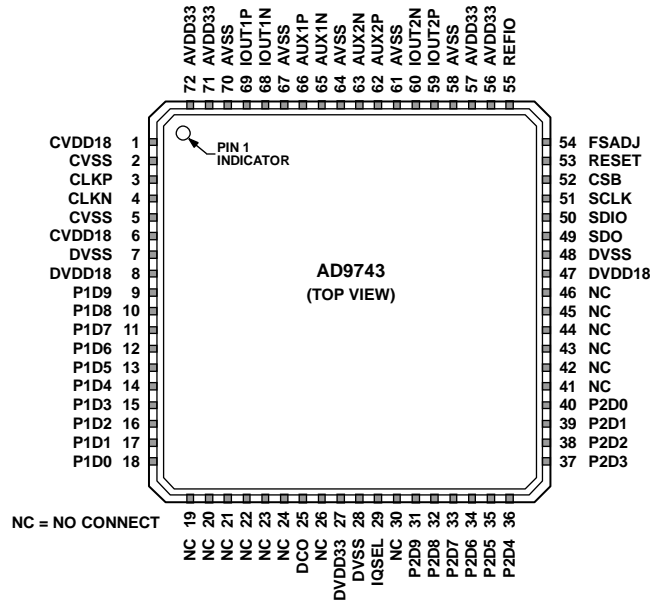 72 AVDD33
71 AVDD33
70 AVSS
69 IOUT1P
68 IOUT1N
67 AVSS
66 AUX1P
65 AUX1N
64 AVSS
63 AUX2N
62 AUX2P
61 AVSS
60 IOUT2N
59 IOUT2P
58 AVSS
57 AVDD33
56 AVDD33
55 REFIO
CVDD18 1
CVSS 2
CLKP 3
CLKN 4
CVSS 5
CVDD18 6
DVSS 7
DVDD18 8
P1D9 9
P1D8 10
P1D7 11
P1D6 12
P1D5 13
P1D4 14
P1D3 15
P1D2 16
P1D1 17
P1D0 18
PIN 1
INDICATOR
AD9743
(TOP VIEW)
54 FSADJ
53 RESET
52 CSB
51 SCLK
50 SDIO
49 SDO
48 DVSS
47 DVDD18
46 NC
45 NC
44 NC
43 NC
42 NC
41 NC
40 P2D0
39 P2D1
38 P2D2
37 P2D3
NC = NO CONNECT
NC 19
NC 20
NC 21
NC 22
NC 23
NC 24
DCO 25
NC 26
DVDD33 27
DVSS 28
IQSEL 29
NC 30
P2D9 31
P2D8 32
P2D7 33
P2D6 34
P2D5 35
P2D4 36